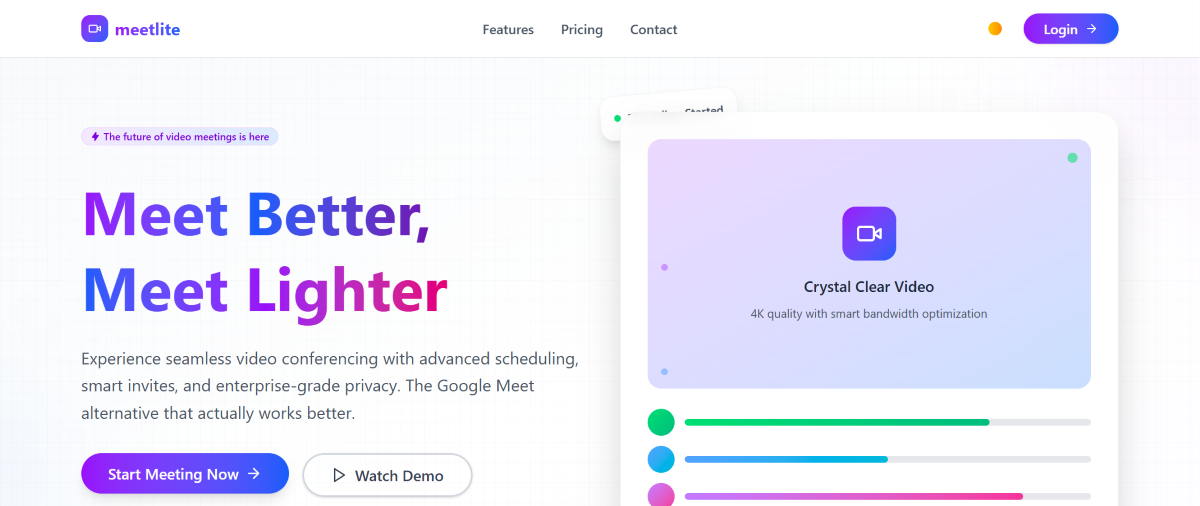 meetlite
Features
Pricing
Contact
Login
The future of video meetings is here
Started
Meet Better,
Meet Lighter
Experience seamless video conferencing with advanced scheduling,
smart invites, and enterprise-grade privacy. The Google Meet
alternative that actually works better.
Start Meeting Now
Watch Demo
Crystal Clear Video
4K quality with smart bandwidth optimization